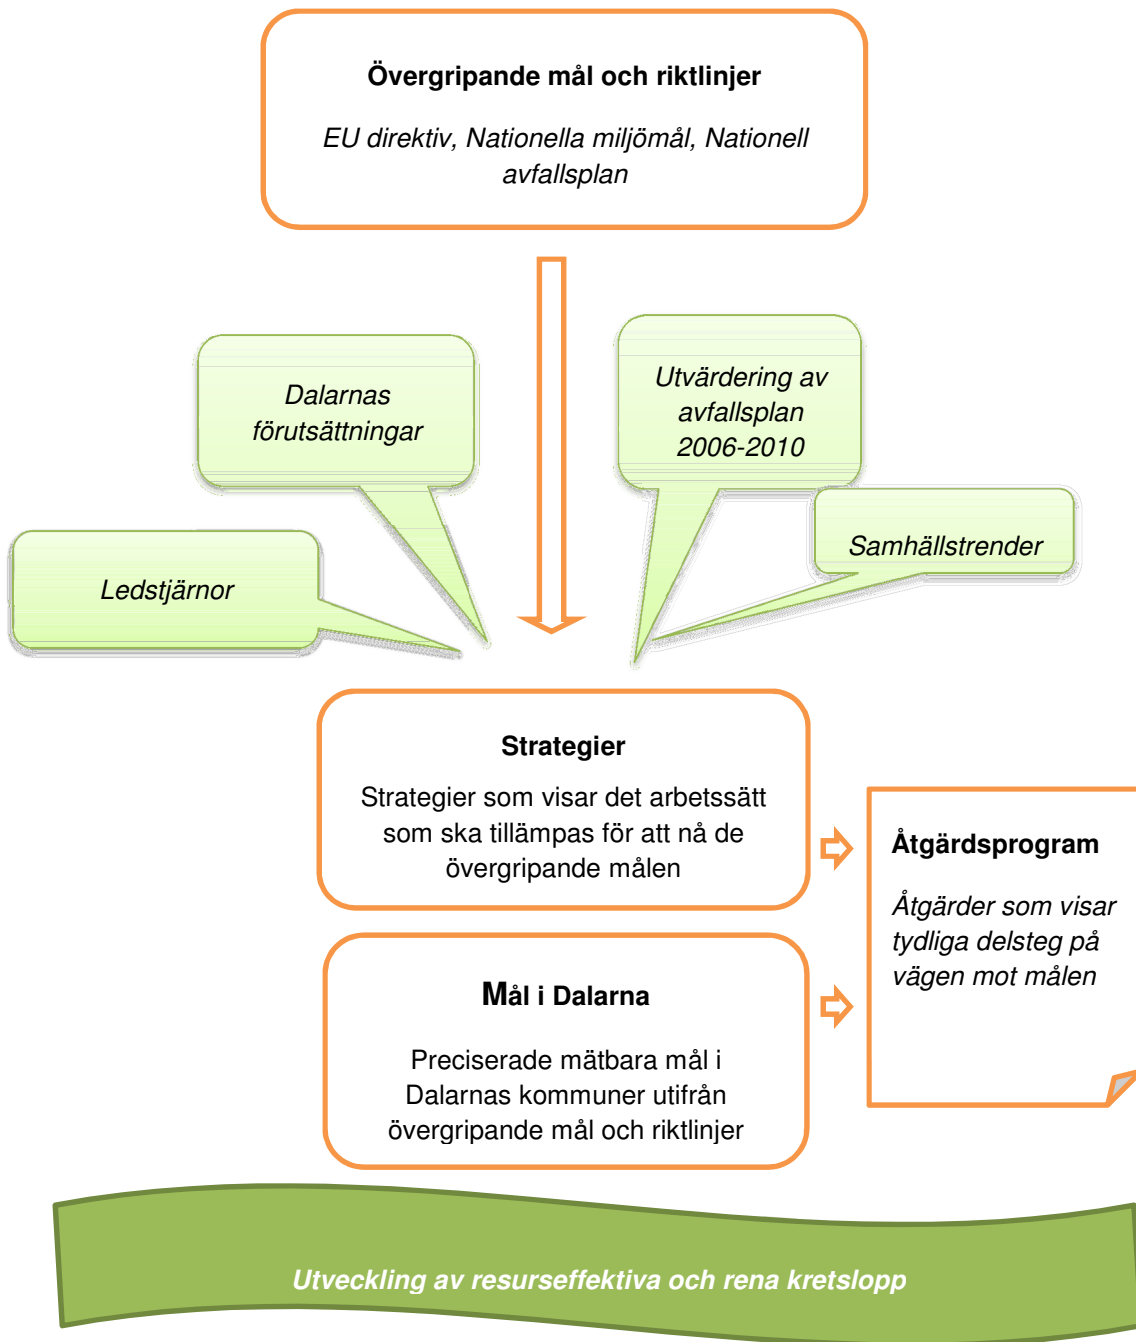 Övergripande mål och riktlinjer
EU direktiv, Nationella miljömål, Nationell
avfallsplan
Dalarnas
förutsättningar
Utvärdering av
avfallsplan
2006-2010
Samhällstrender
Ledstjärnor
Strategier
Strategier som visar det arbetssätt
som ska tillämpas för att nå de
övergripande målen
Åtgärdsprogram
Åtgärder som visar
tydliga delsteg på
vägen mot målen
Mål i Dalarna
Preciserade mätbara mål i
Dalarnas kommuner utifrån
övergripande mål och riktlinjer
Utveckling av resurseffektiva och rena kretslopp